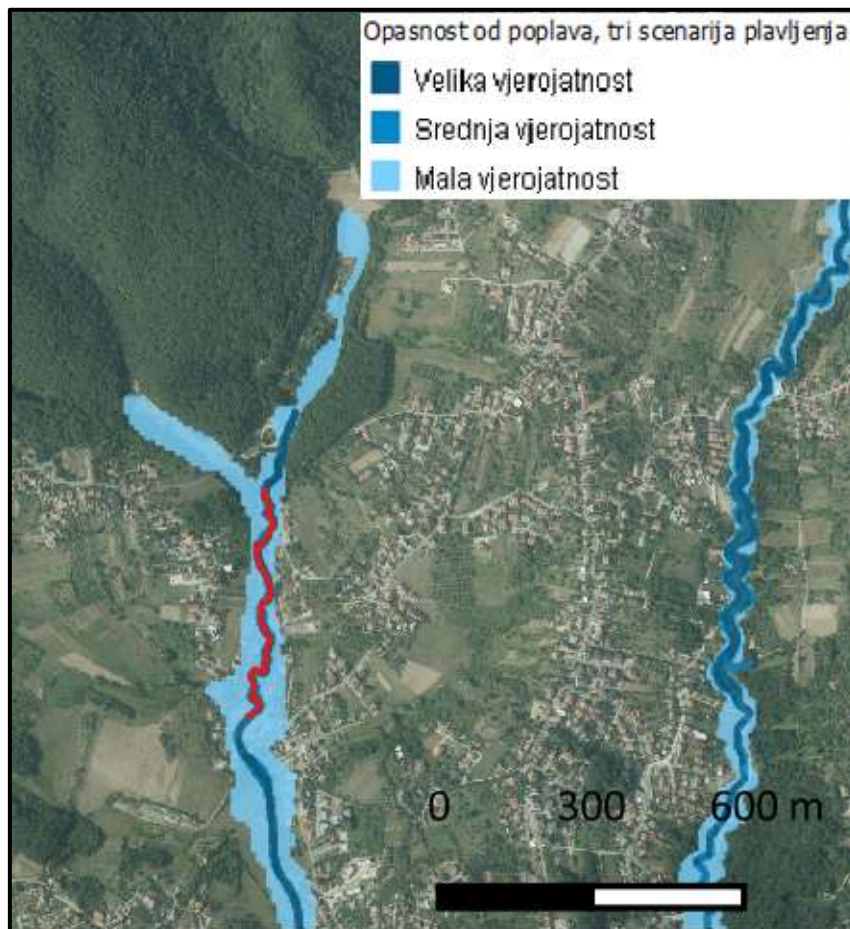 Opasnost od poplava, tri scenarija plavljenja
Velika vjerojatnost
Srednja vjerojatnost
Mala vjerojatnost
0 300 600 m